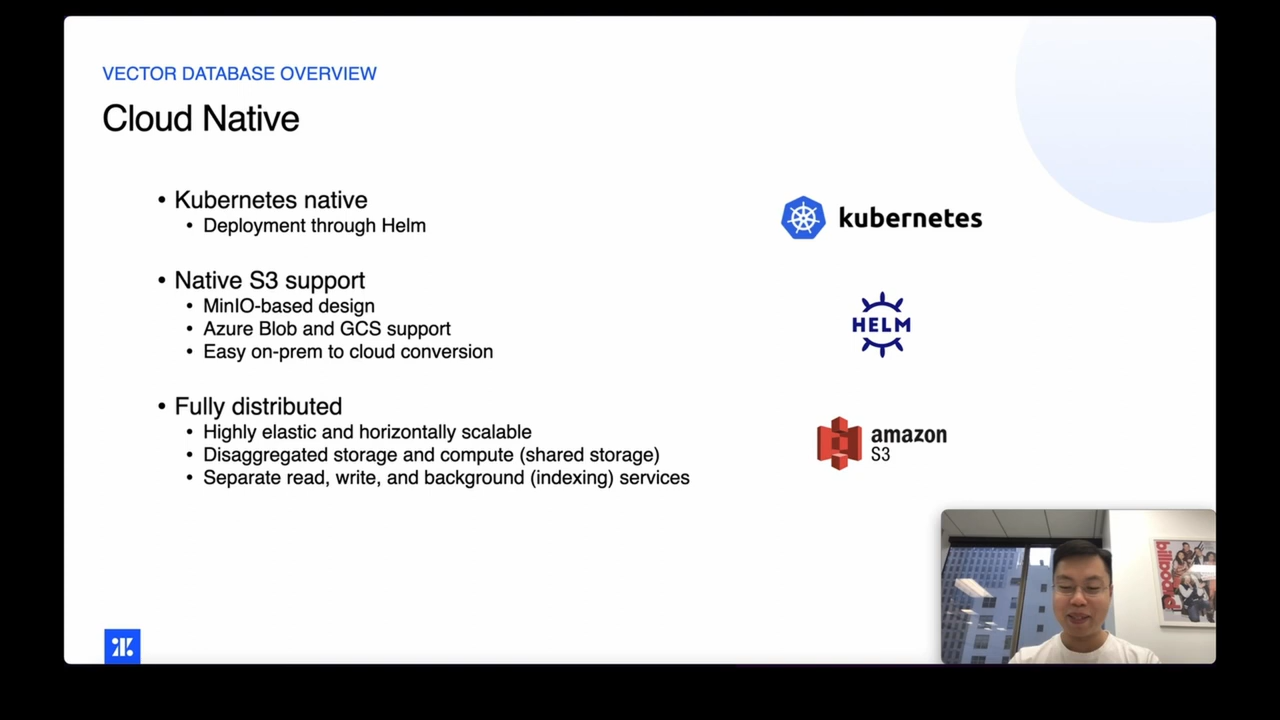 VECTOR DATABASE OVERVIEW
Cloud Native
• Kubernetes native
• Deployment through Helm
• Native S3 support
• MinIO-based design
• Azure Blob and GCS support
• Easy on-prem to cloud conversion
• Fully distributed
• Highly elastic and horizontally scalable
• Disaggregated storage and compute (shared storage)
• Separate read, write, and background (indexing) services
kubernetes
HELM
amazon
S3
billboard